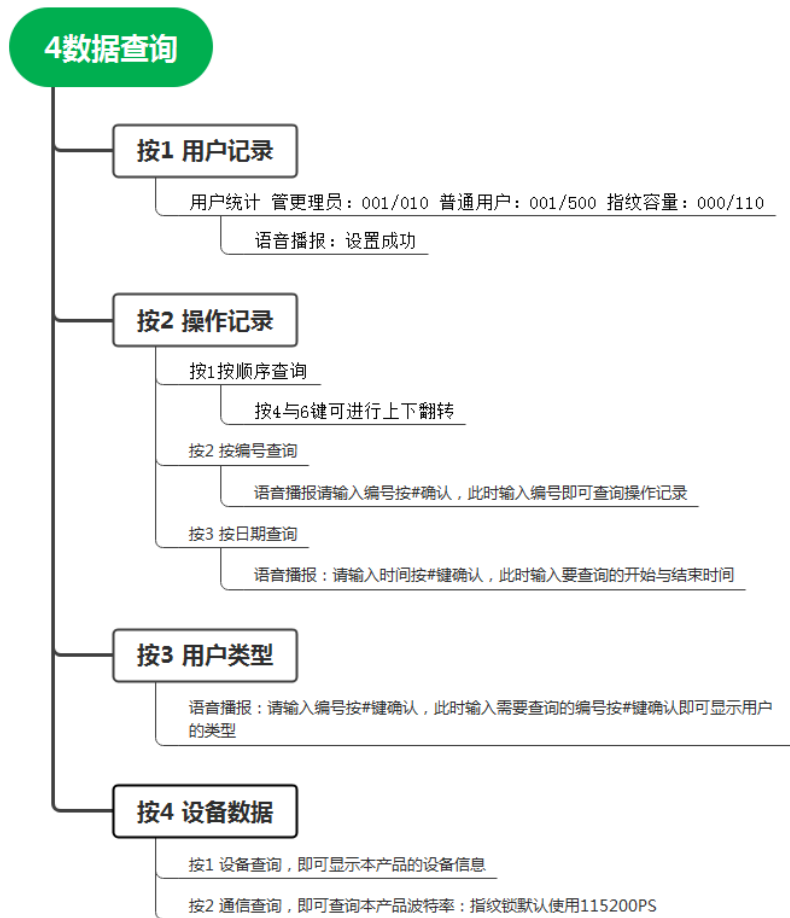 4数据查询
按1 用户记录
用户统计 管更理员：001/010 普通用户：001/500 指纹容量：000/110
语音播报：设置成功
按2 操作记录
按1按顺序查询
按4与6键可进行上下翻转
按2 按编号查询
语音播报请输入编号按#确认，此时输入编号即可查询操作记录
按3 按日期查询
语音播报：请输入时间按#键确认，此时输入要查询的开始与结束时间
按3 用户类型
语音播报：请输入编号按#键确认，此时输入需要查询的编号按#键确认即可显示用户
的类型
按4 设备数据
按1 设备查询，即可显示本产品的设备信息
按2 通信查询，即可查询本产品波特率：指纹锁默认使用115200PS